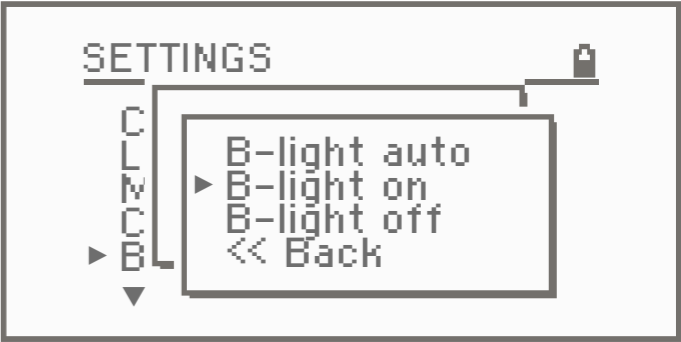 SETTINGS
C
L
M
C
B
B-light auto
B-light on
B-light off
<< Back